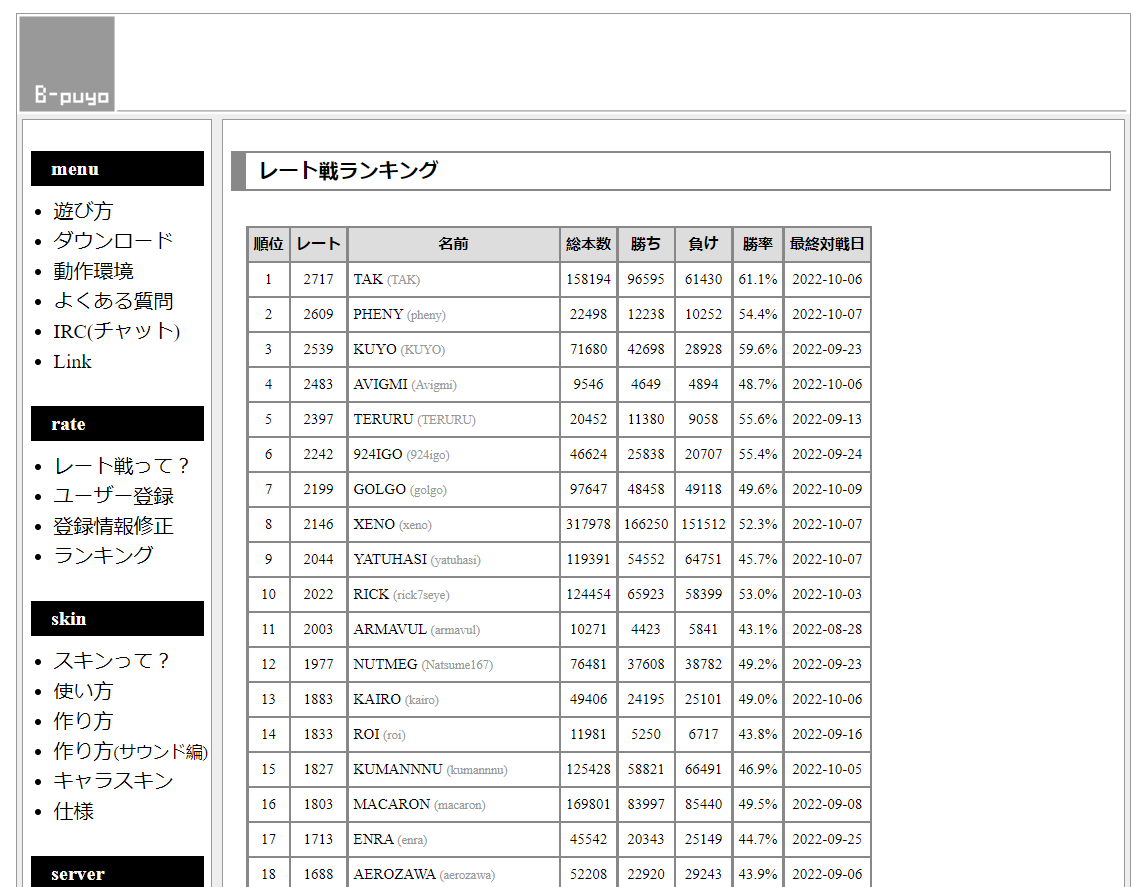 B-puyo
menu
遊び方
ダウンロード
動作環境
よくある質問
IRC(チャット)
Link
rate
レート戦って？
ユーザー登録
登録情報修正
ランキング
skin
スキンって？
使い方
作り方
作り方(サウンド編)
キャラスキン
仕様
server
レート戦ランキング
順位 レート 名前 総本数 勝ち 負け 勝率 最終対戦日
1 2717 TAK (TAK) 158194 96595 61430 61.1% 2022-10-06
2 2609 PHENY (pheny) 22498 12238 10252 54.4% 2022-10-07
3 2539 KUYO (KUYO) 71680 42698 28928 59.6% 2022-09-23
4 2483 AVIGMI (Avigmi) 9546 4649 4894 48.7% 2022-10-06
5 2397 TERURU (TERURU) 20452 11380 9058 55.6% 2022-09-13
6 2242 924IGO (924igo) 46624 25838 20707 55.4% 2022-09-24
7 2199 GOLGO (golgo) 97647 48458 49118 49.6% 2022-10-09
8 2146 XENO (xeno) 317978 166250 151512 52.3% 2022-10-07
9 2044 YATUHASI (yatuhasi) 119391 54552 64751 45.7% 2022-10-07
10 2022 RICK (rick7seye) 124454 65923 58399 53.0% 2022-10-03
11 2003 ARMAVUL (armavul) 10271 4423 5841 43.1% 2022-08-28
12 1977 NUTMEG (Natsume167) 76481 37608 38782 49.2% 2022-09-23
13 1883 KAIRO (kairo) 49406 24195 25101 49.0% 2022-10-06
14 1833 ROI (roi) 11981 5250 6717 43.8% 2022-09-16
15 1827 KUMANNNU (kumannnu) 125428 58821 66491 46.9% 2022-10-05
16 1803 MACARON (macaron) 169801 83997 85440 49.5% 2022-09-08
17 1713 ENRA (enra) 45542 20343 25149 44.7% 2022-09-25
18 1688 AEROZAWA (aerozawa) 52208 22920 29243 43.9% 2022-09-06